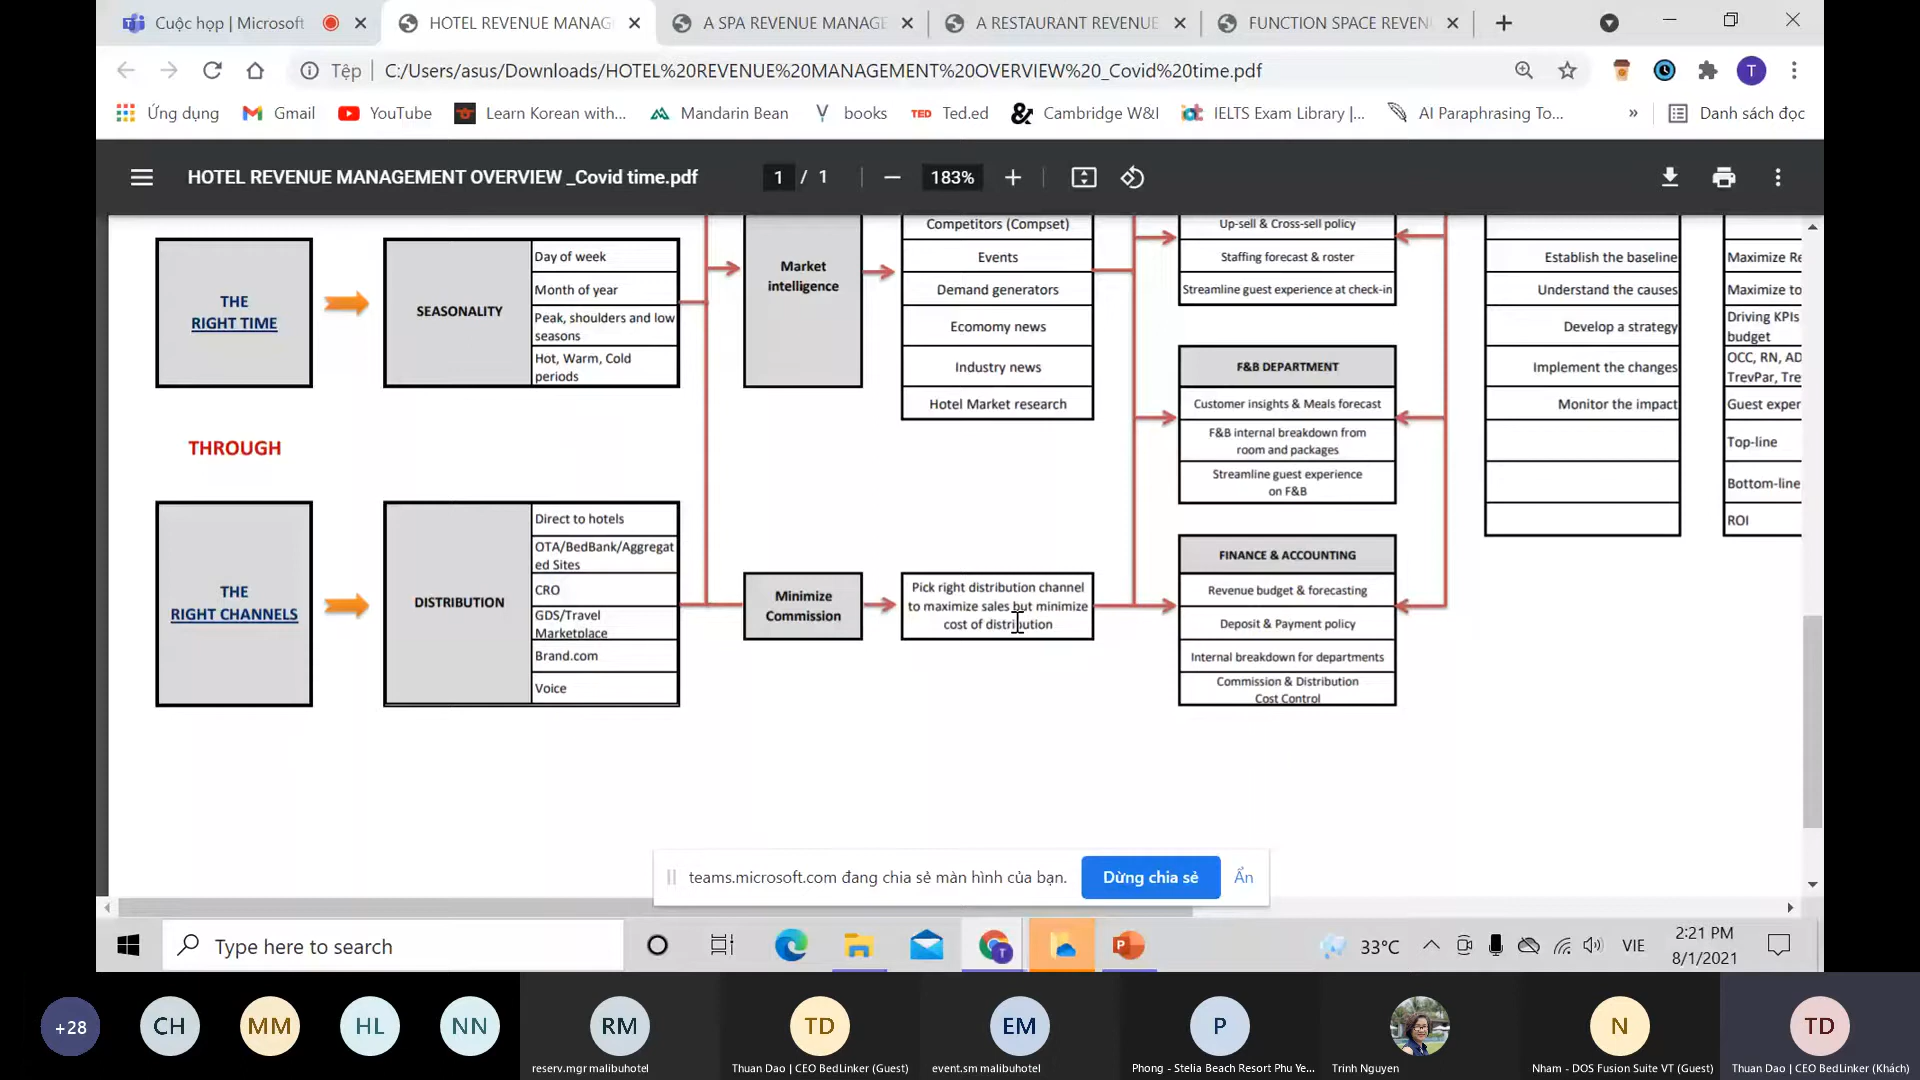 Cuộc họp | Microsoft
HOTEL REVENUE MANAG
A SPA REVENUE MANAGE
A RESTAURANT REVENUE
FUNCTION SPACE REVEN
Tệp
C:/Users/asus/Downloads/HOTEL%20REVENUE%20MANAGEMENT%20OVERVIEW%20_Covid%20time.pdf
T
Ứng dụng
Gmail
YouTube
Learn Korean with...
Mandarin Bean
books
TED
Ted.ed
Cambridge W&I
IELTS Exam Library |...
AI Paraphrasing To...
»
Danh sách đọc
HOTEL REVENUE MANAGEMENT OVERVIEW _Covid time.pdf
1 / 1
183%
THE
RIGHT TIME
SEASONALITY
Day of week
Month of year
Peak, shoulders and low
seasons
Hot, Warm, Cold
periods
Market
intelligence
Competitors (Compset)
Events
Demand generators
Ecomomy news
Industry news
Hotel Market research
Up-sell & Cross-sell policy
Staffing forecast & roster
Streamline guest experience at check-in
F&B DEPARTMENT
Customer insights & Meals forecast
F&B internal breakdown from
room and packages
Streamline guest experience
on F&B
Establish the baseline
Understand the causes
Develop a strategy
Implement the changes
Monitor the impact
Maximize Re
Maximize to
Driving KPIs
budget
OCC, RN, AD
TrevPar, Tre
Guest exper
Top-line
Bottom-line
ROI
THROUGH
THE
RIGHT CHANNELS
DISTRIBUTION
Direct to hotels
OTA/BedBank/Aggregat
ed Sites
CRO
GDS/Travel
Marketplace
Brand.com
Voice
Minimize
Commission
Pick right distribution channel
to maximize sales but minimize
cost of distribution
FINANCE & ACCOUNTING
Revenue budget & forecasting
Deposit & Payment policy
Internal breakdown for departments
Commission & Distribution
Cost Control
teams.microsoft.com đang chia sẻ màn hình của bạn.
Dừng chia sẻ
Ẩn
Type here to search
33°C
VIE
2:21 PM
8/1/2021
+28
CH
MM
HL
NN
RM
reserv.mgr malibuhotel
TD
Thuan Dao | CEO BedLinker (Guest)
EM
event.sm malibuhotel
P
Phong - Stelia Beach Resort Phu Ye...
Trinh Nguyen
N
Nham - DOS Fusion Suite VT (Guest)
TD
Thuan Dao | CEO BedLinker (Khách)